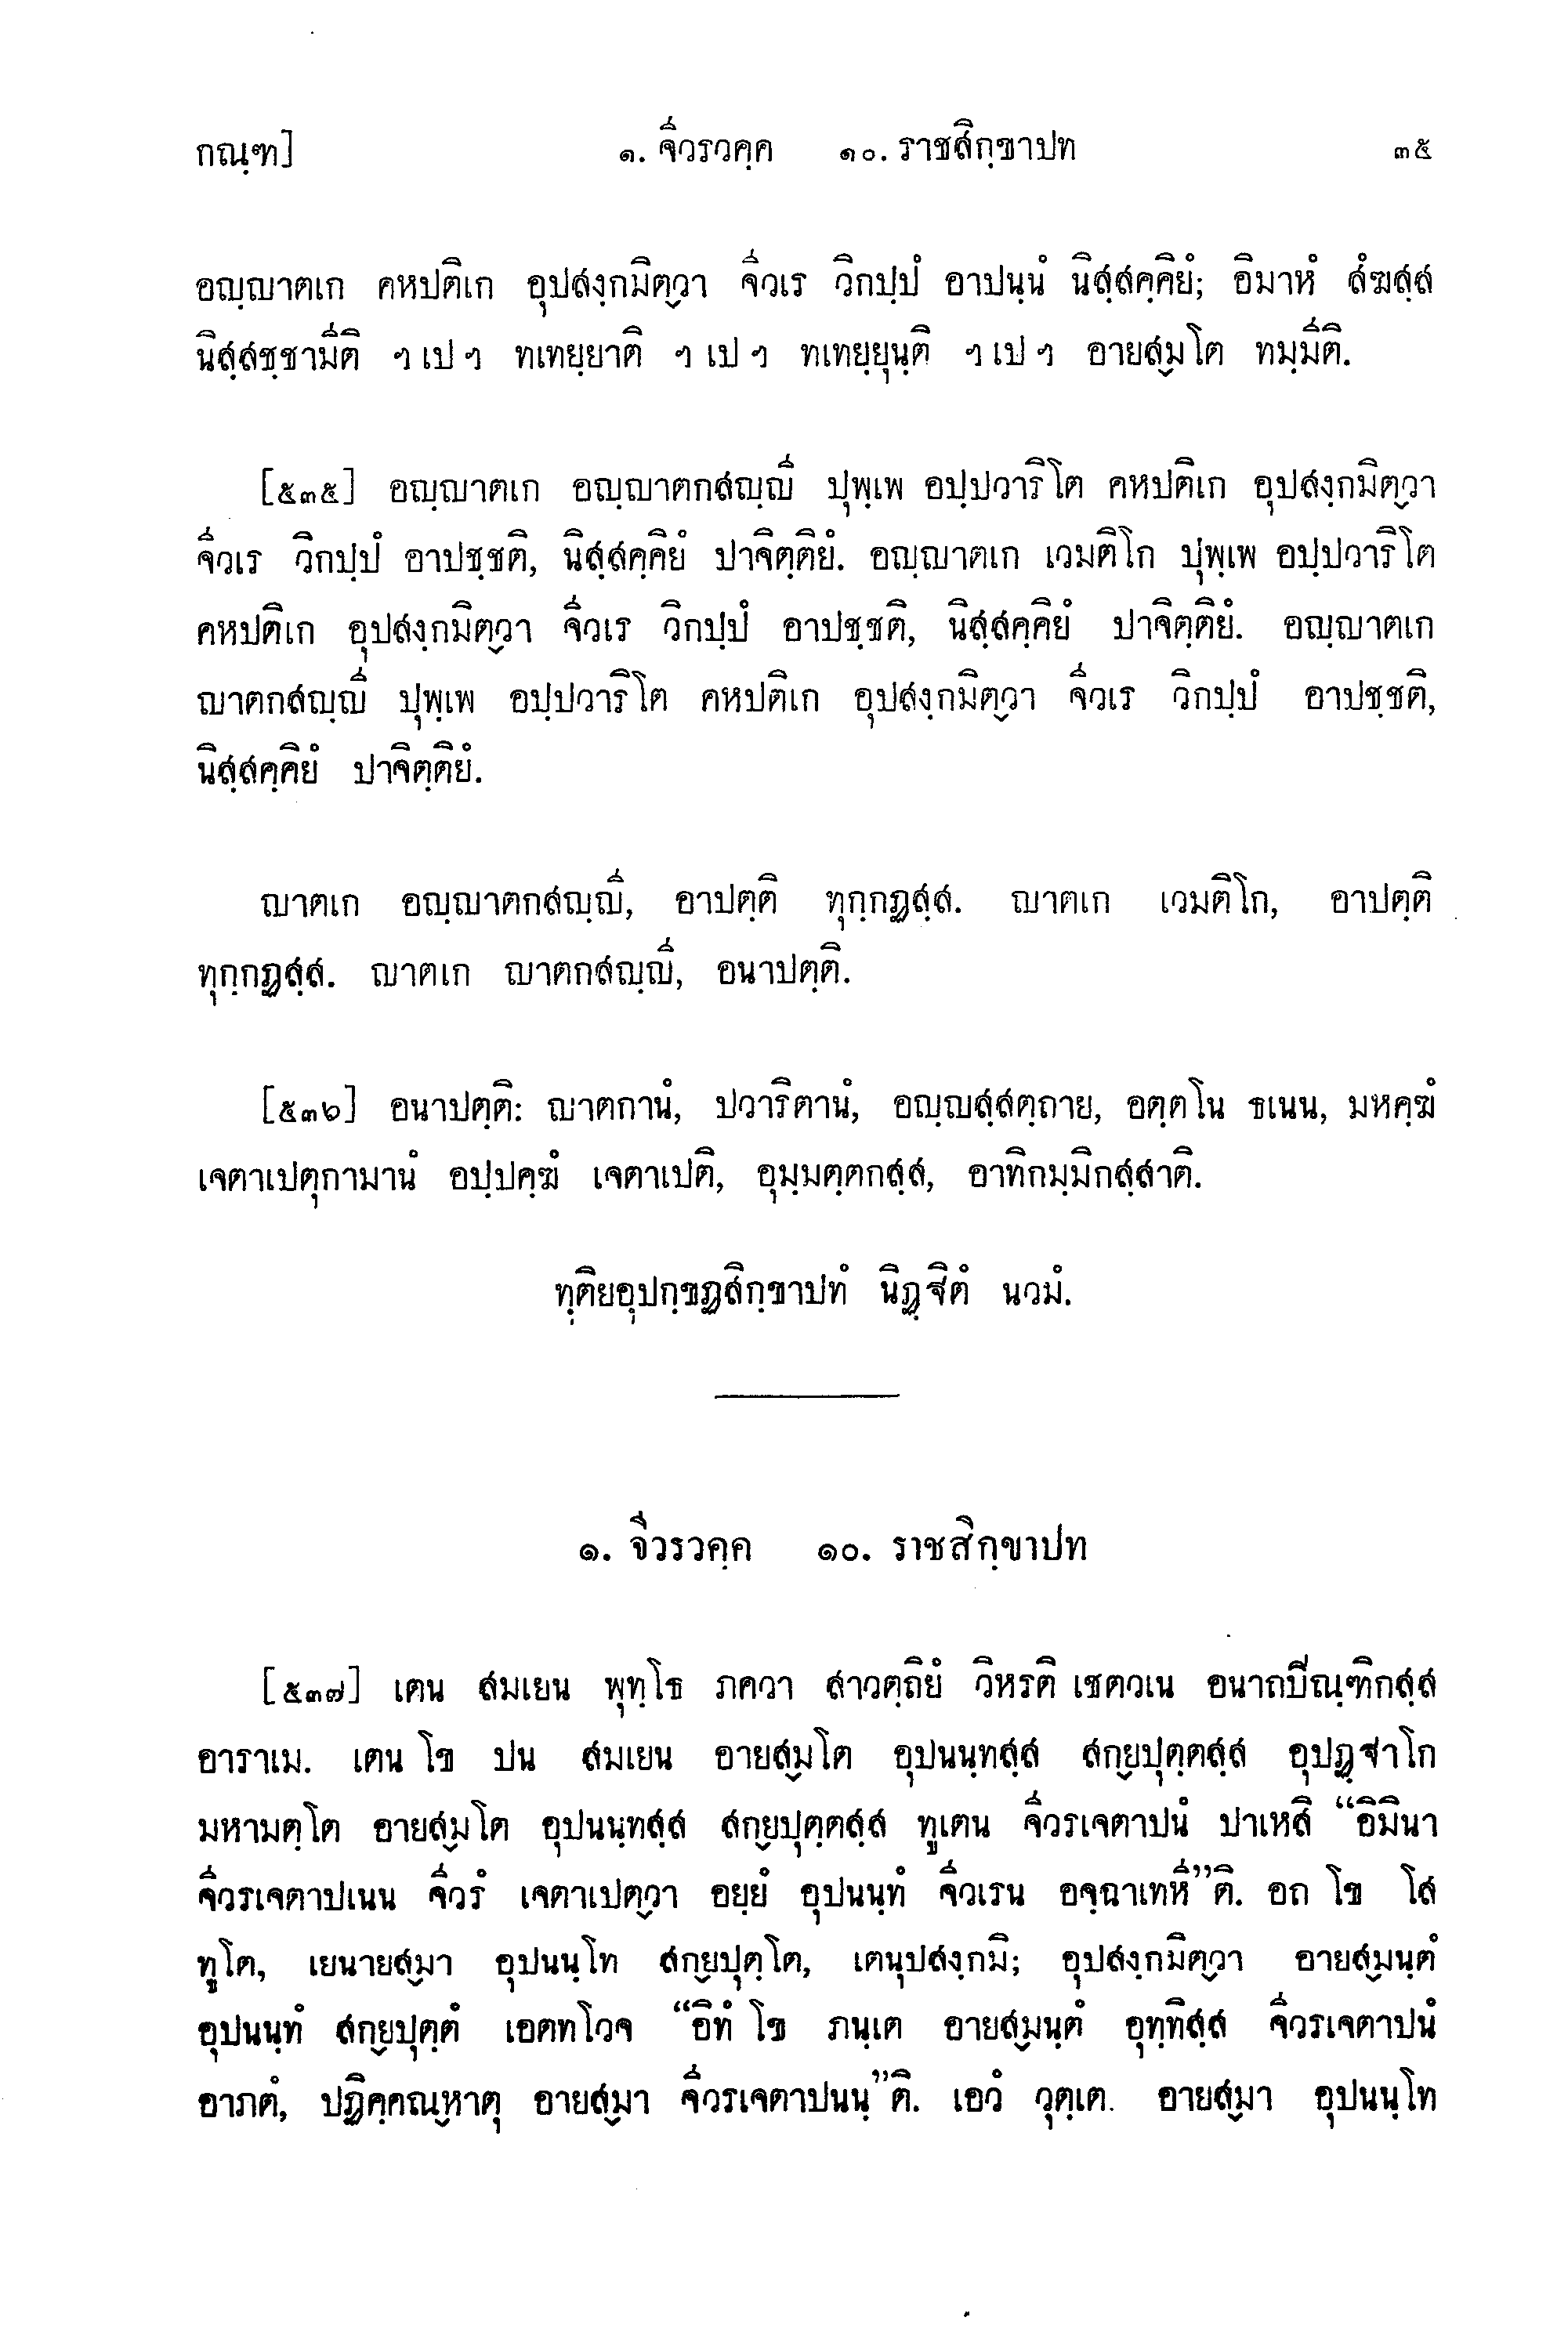 กณฺฑ] ๑. จีวรวคฺค ๑๐. ราชสิกฺขาปท ๓๕
อญฺญาตเก คหปติเก อุปสงฺกมิต๎วา จีวเร วิกปฺปํ อาปนฺนํ นิสฺสคฺคิยํ; อิมาหํ สํฆสฺส
นิสฺสชฺชามีติ ฯ เป ฯ ทเทยฺยาติ ฯ เป ฯ ทเทยฺยุนฺติ ฯ เป ฯ อายส๎มโต ทมฺมีติ.
[๕๓๕] อญฺญาตเก อญฺญาตกสญฺญี ปุพฺเพ อปฺปวาริโต คหปติเก อุปสงฺกมิต๎วา
จีวเร วิกปฺปํ อาปชฺชติ, นิสฺสคฺคิยํ ปาจิตฺติยํ. อญฺญาตเก เวมติโก ปุพฺเพ อปฺปวาริโต
คหปติเก อุปสงฺกมิต๎วา จีวเร วิกปฺปํ อาปชฺชติ, นิสฺสคฺคิยํ ปาจิตฺติยํ. อญฺญาตเก
ญาตกสญฺญี ปุพฺเพ อปฺปวาริโต คหปติเก อุปสงฺกมิต๎วา จีวเร วิกปฺปํ อาปชฺชติ,
นิสฺสคฺคิยํ ปาจิตฺติยํ.
ญาตเก อญฺญาตกสญฺญี, อาปตฺติ ทุกฺกฏสฺส. ญาตเก เวมติโก, อาปตฺติ
ทุกฺกฏสฺส. ญาตเก ญาตกสญฺญี, อนาปตฺติ.
[๕๓๖] อนาปตฺติ: ญาตกานํ, ปวาริตานํ, อญฺญสฺสตฺถาย, อตฺตโน ธเนน, มหคฺฆํ
เจตาเปตุกามานํ อปฺปคฺฆํ เจตาเปติ, อุมฺมตฺตกสฺส, อาทิกมฺมิกสฺสาติ.
ทุติยอุปกฺขฏสิกฺขาปทํ นิฏฺฐิตํ นวมํ.
๑. จีวรวคฺค ๑๐. ราชสิกฺขาปท
[๕๓๗] เตน สมเยน พุทฺโธ ภควา สาวตฺถิยํ วิหรติ เชตวเน อนาถปิณฺฑิกสฺส
อาราเม. เตน โข ปน สมเยน อายส๎มโต อุปนนฺทสฺส สก๎ยปุตฺตสฺส อุปฏฺฐาโก
มหามตฺโต อายส๎มโต อุปนนฺทสฺส สก๎ยปุตฺตสฺส ทูเตน จีวรเจตาปนํ ปาเหสิ “อิมินา
จีวรเจตาปเนน จีวรํ เจตาเปต๎วา อยฺยํ อุปนนฺทํ จีวเรน อจฺฉาเทหี”ติ. อถ โข โส
ทูโต, เยนายส๎มา อุปนนฺโท สก๎ยปุตฺโต, เตนุปสงฺกมิ; อุปสงฺกมิต๎วา อายส๎มนฺตํ
อุปนนฺทํ สก๎ยปุตฺตํ เอตทโวจ “อิทํ โข ภนฺเต อายส๎มนฺตํ อุทฺทิสฺส จีวรเจตาปนํ
อาภตํ, ปฏิคฺคณ๎หาตุ อายส๎มา จีวรเจตาปนนฺ”ติ. เอวํ วุตฺเต อายส๎มา อุปนนฺโท